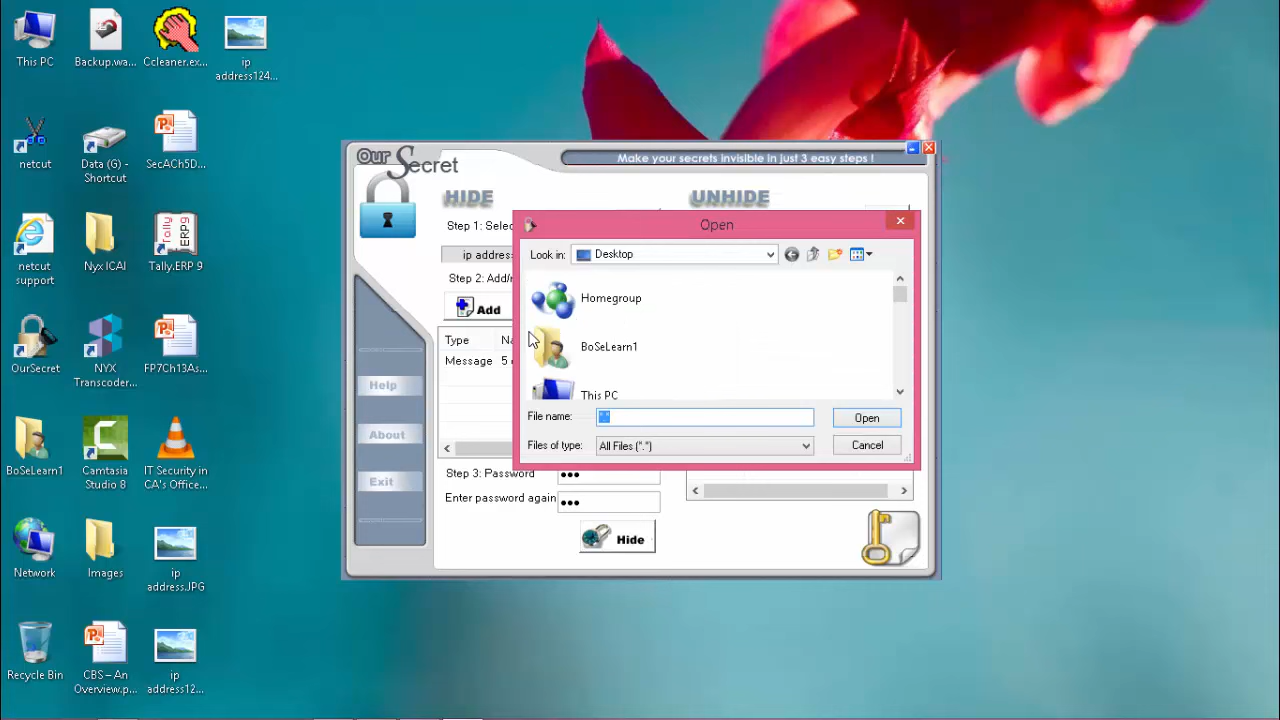 This PC
Backup.wa...
Ccleaner.ex...
ip
address124...
netcut
Data (G) -
Shortcut
SecACh5D...
netcut
support
Nyx ICAI
Tally.ERP 9
Tally
ERP9
OurSecret
NYX
Transcoder...
FP7Ch13As...
BoSeLearn1
Camtasia
Studio 8
IT Security in
CA's Office...
Network
Images
ip
address.JPG
Recycle Bin
CBS – An
Overview.p...
ip
address12...
Our Secret
Make your secrets invisible in just 3 easy steps !
HIDE
UNHIDE
Step 1: Selec
ip address
Step 2: Add/r
Add
Type
Message 5
Help
About
Exit
Open
Look in: Desktop
Homegroup
BoSeLearn1
This PC
File name: *.*
Open
Files of type: All Files (*.*)
Cancel
Step 3: Password
Enter password again
Hide